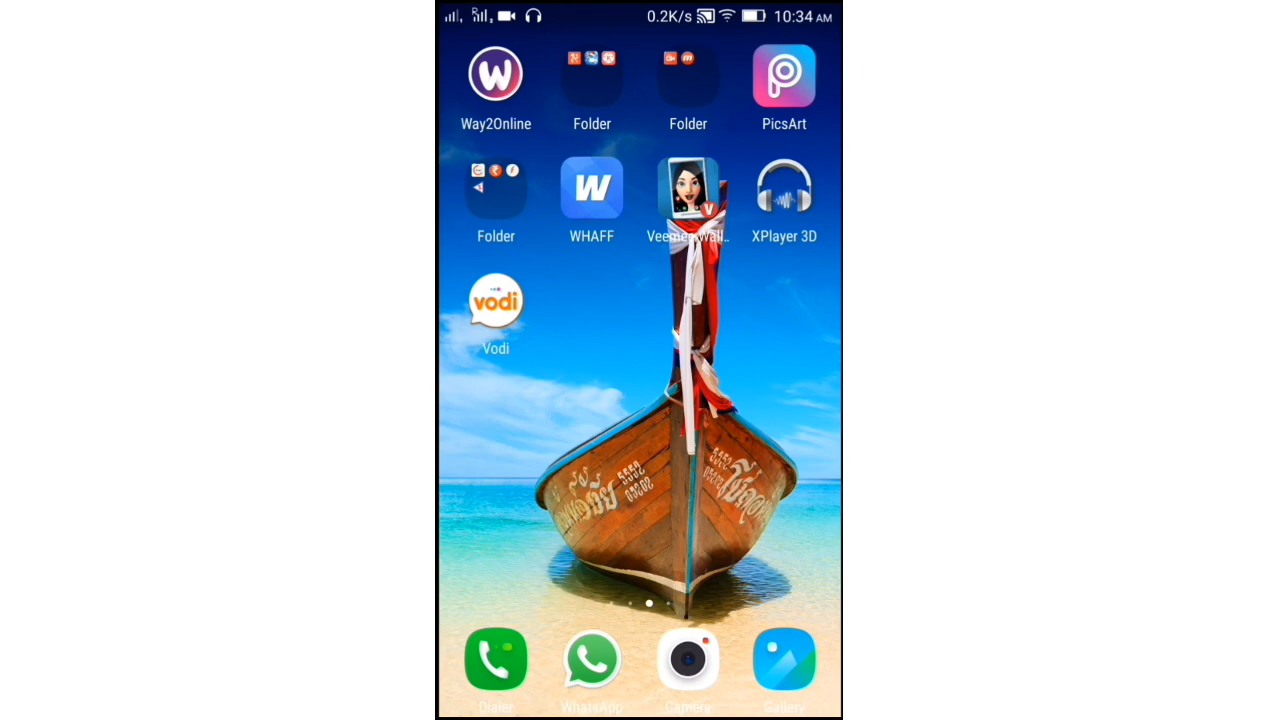 0.2K/s 10:34 AM
Way2Online Folder Folder PicsArt
Folder WHAFF Veemee Wall.. XPlayer 3D
vodi
Vodi
Dialer WhatsApp Camera Gallery